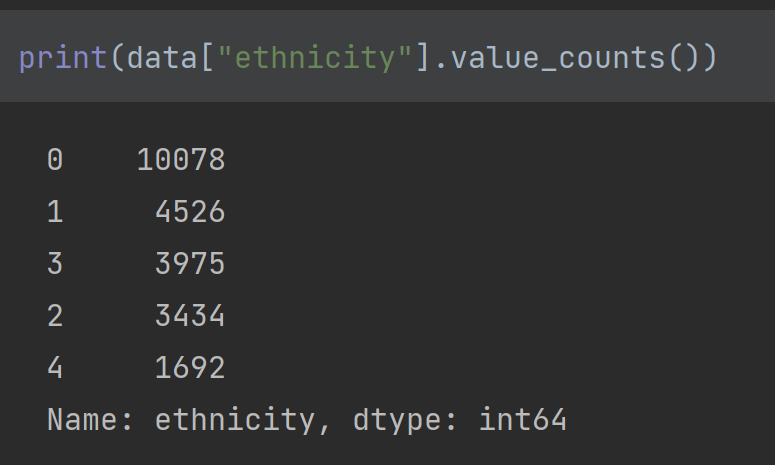 print(data["ethnicity"].value_counts())
0    10078
1     4526
3     3975
2     3434
4     1692
Name: ethnicity, dtype: int64